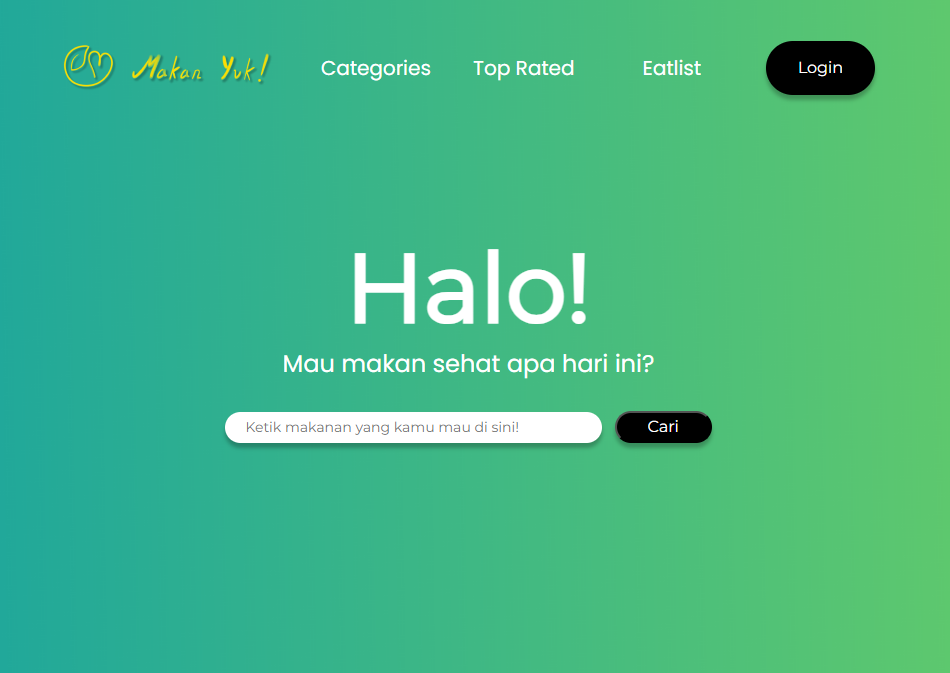 Makan Yuk! Categories Top Rated Eatlist Login
Halo!
Mau makan sehat apa hari ini?
Ketik makanan yang kamu mau di sini! Cari